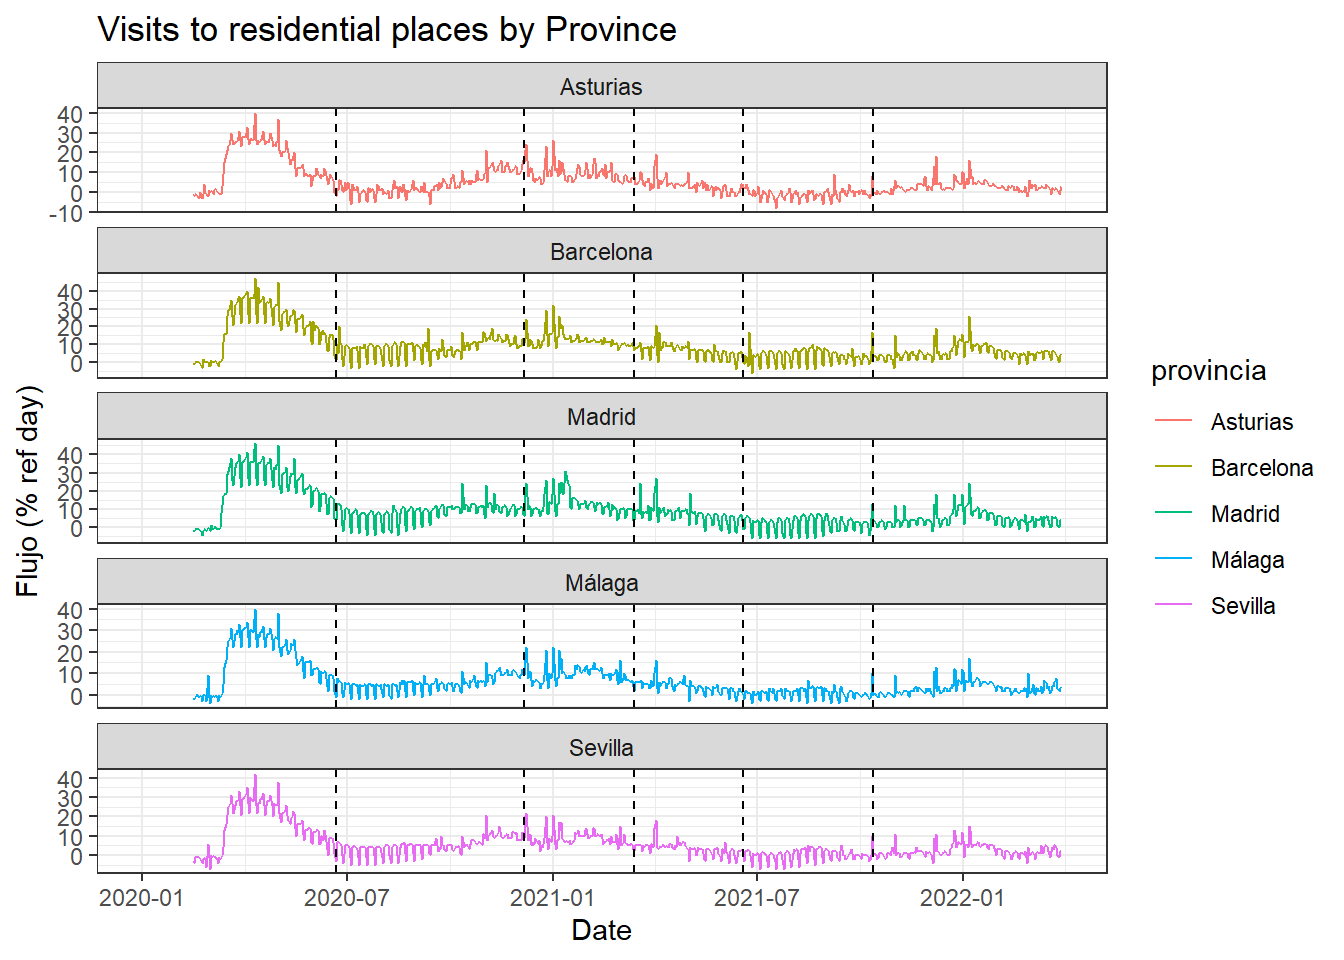 Visits to residential places by Province
Flujo (% ref day)
Asturias
40
30
20
10
0
-10
Barcelona
40
30
20
10
0
Madrid
40
30
20
10
0
Málaga
40
30
20
10
0
Sevilla
40
30
20
10
0
2020-01 2020-07 2021-01 2021-07 2022-01
Date
provincia
Asturias
Barcelona
Madrid
Málaga
Sevilla